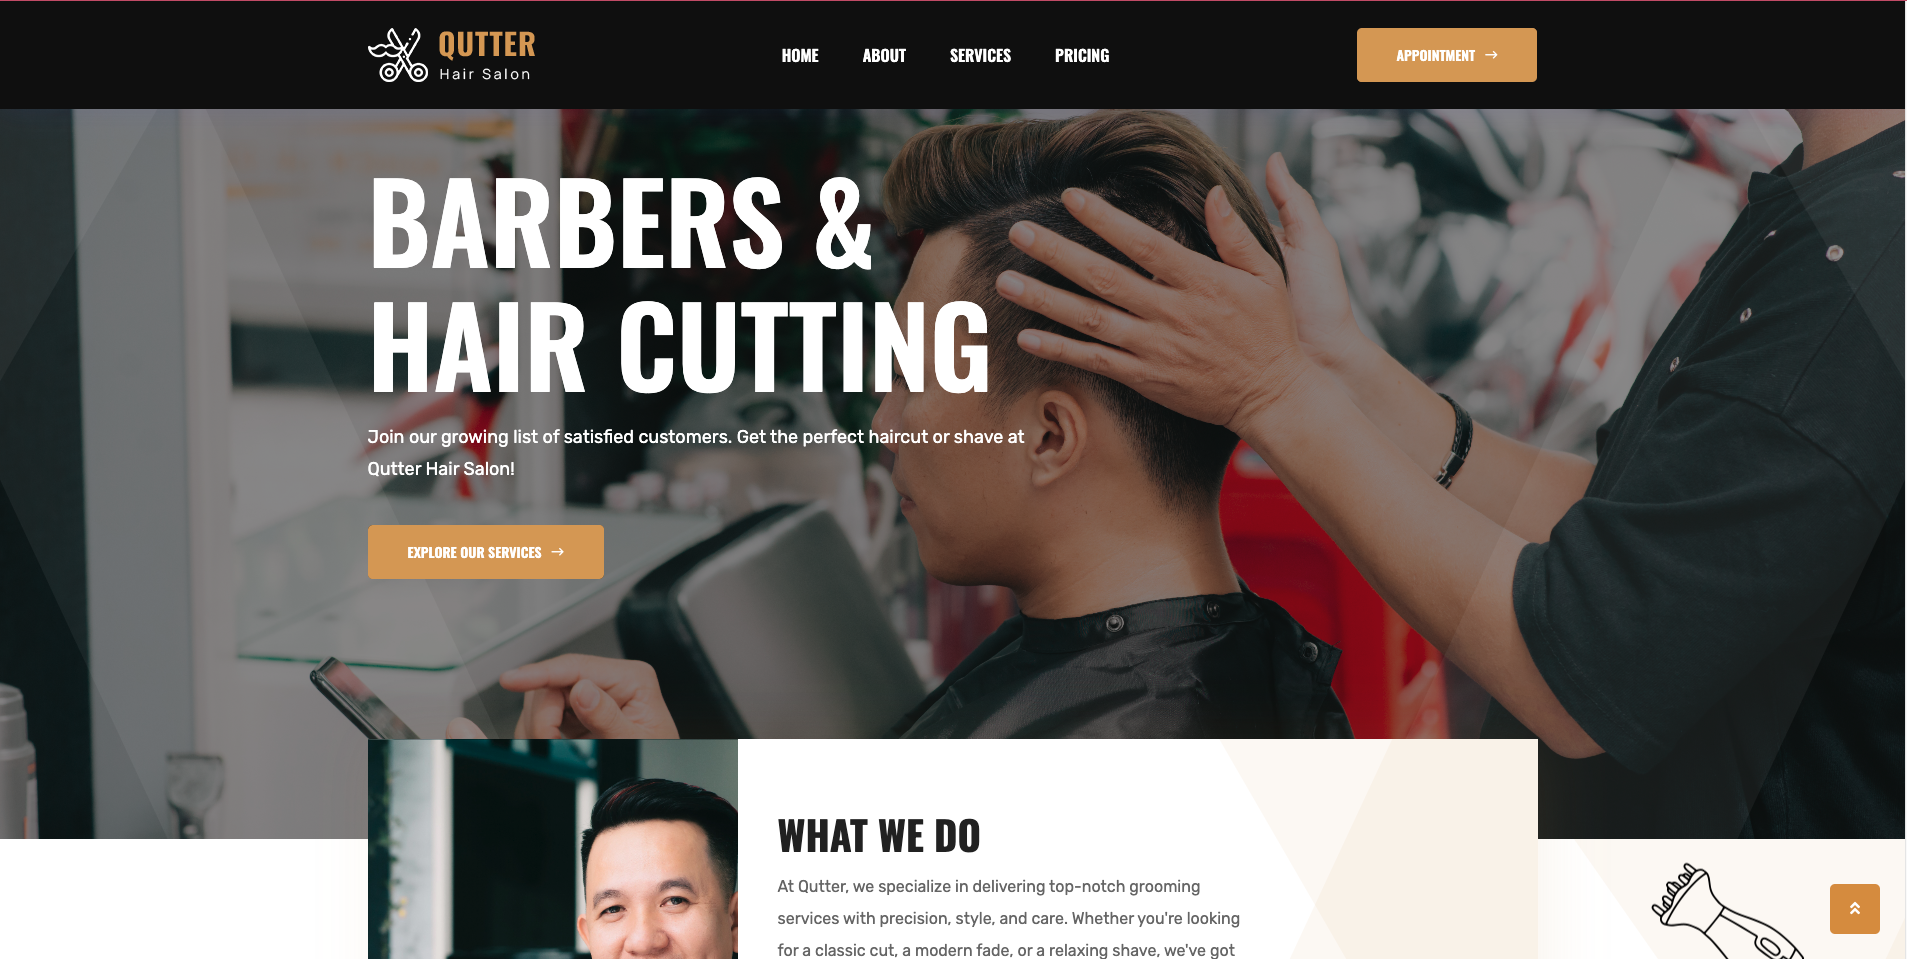 QUTTER
Hair Salon
HOME
ABOUT
SERVICES
PRICING
APPOINTMENT
BARBERS &
HAIR CUTTING
Join our growing list of satisfied customers. Get the perfect haircut or shave at
Qutter Hair Salon!
EXPLORE OUR SERVICES
WHAT WE DO
At Qutter, we specialize in delivering top-notch grooming
services with precision, style, and care. Whether you're looking
for a classic cut, a modern fade, or a relaxing shave, we've got